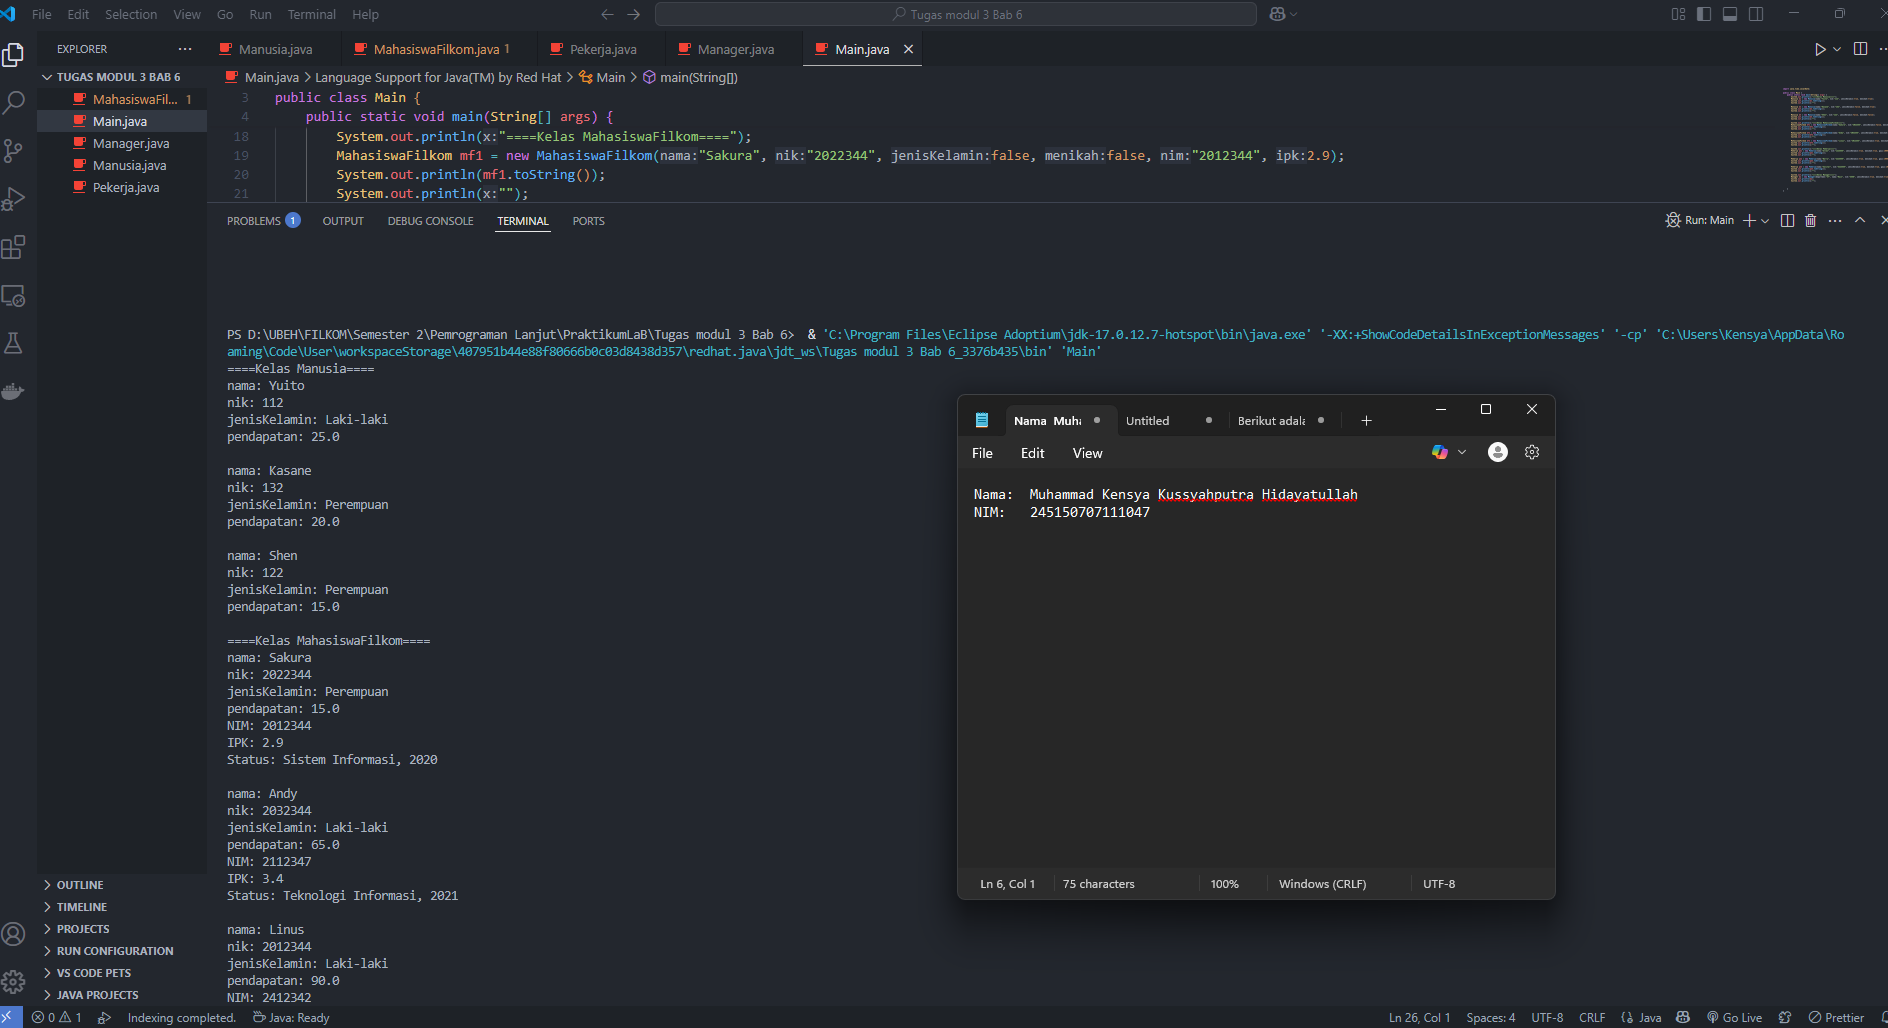 File Edit Selection View Go Run Terminal Help
Tugas modul 3 Bab 6
EXPLORER
Manusia.java
MahasiswaFilkom.java 1
Pekerja.java
Manager.java
Main.java
TUGAS MODUL 3 BAB 6
MahasiswaFil... 1
Main.java
Manager.java
Manusia.java
Pekerja.java
Main.java > Language Support for Java(TM) by Red Hat > Main > main(String[])
3 public class Main {
4 public static void main(String[] args) {
18 System.out.println(x:"====Kelas MahasiswaFilkom====");
19 MahasiswaFilkom mf1 = new MahasiswaFilkom(nama:"Sakura", nik:"2022344", jenisKelamin:false, menikah:false, nim:"2012344", ipk:2.9);
20 System.out.println(mf1.toString());
21 System.out.println(x:"");
PROBLEMS 1 OUTPUT DEBUG CONSOLE TERMINAL PORTS
Run: Main
PS D:\UBEH\FILKOM\Semester 2\Pemrograman Lanjut\PraktikumLaB\Tugas modul 3 Bab 6> & 'C:\Program Files\Eclipse Adoptium\jdk-17.0.12.7-hotspot\bin\java.exe' '-XX:+ShowCodeDetailsInExceptionMessages' '-cp' 'C:\Users\Kensya\AppData\Ro
aming\Code\User\workspaceStorage\407951b44e88f80666b0c03d8438d357\redhat.java\jdt_ws\Tugas modul 3 Bab 6_3376b435\bin' 'Main'
====Kelas Manusia====
nama: Yuito
nik: 112
jenisKelamin: Laki-laki
pendapatan: 25.0
nama: Kasane
nik: 132
jenisKelamin: Perempuan
pendapatan: 20.0
nama: Shen
nik: 122
jenisKelamin: Perempuan
pendapatan: 15.0
====Kelas MahasiswaFilkom====
nama: Sakura
nik: 2022344
jenisKelamin: Perempuan
pendapatan: 15.0
NIM: 2012344
IPK: 2.9
Status: Sistem Informasi, 2020
nama: Andy
nik: 2032344
jenisKelamin: Laki-laki
pendapatan: 65.0
NIM: 2112347
IPK: 3.4
Status: Teknologi Informasi, 2021
nama: Linus
nik: 2012344
jenisKelamin: Laki-laki
pendapatan: 90.0
NIM: 2412342
Nama Muha
Untitled
Berikut adala
File Edit View
Nama: Muhammad Kensya Kussyahputra Hidayatullah
NIM: 245150707111047
Ln 6, Col 1 75 characters 100% Windows (CRLF) UTF-8
OUTLINE
TIMELINE
PROJECTS
RUN CONFIGURATION
VS CODE PETS
JAVA PROJECTS
0 1 Indexing completed. Java: Ready
Ln 26, Col 1 Spaces: 4 UTF-8 CRLF {} Java Go Live Prettier